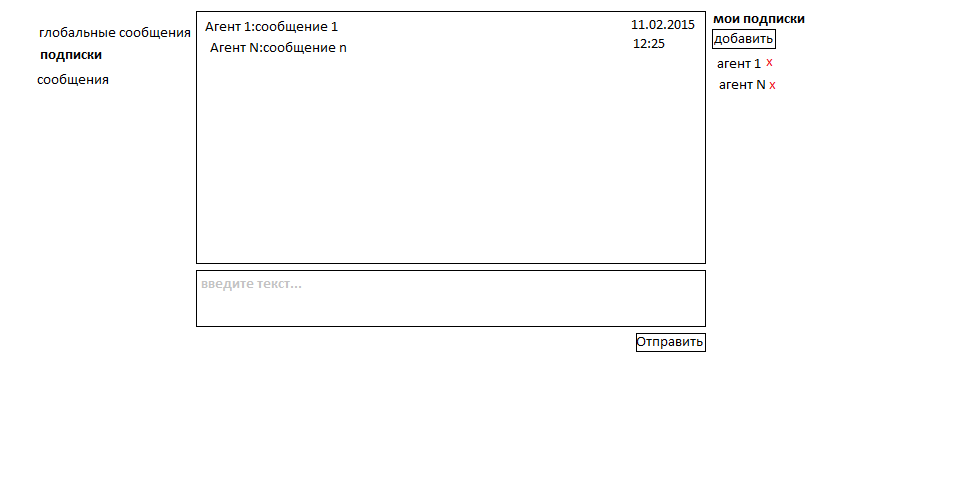 глобальные сообщения
подписки
сообщения
Агент 1:сообщение 1
11.02.2015
Агент N:сообщение n
12:25
введите текст...
Отправить
мои подписки
добавить
агент 1 x
агент N x